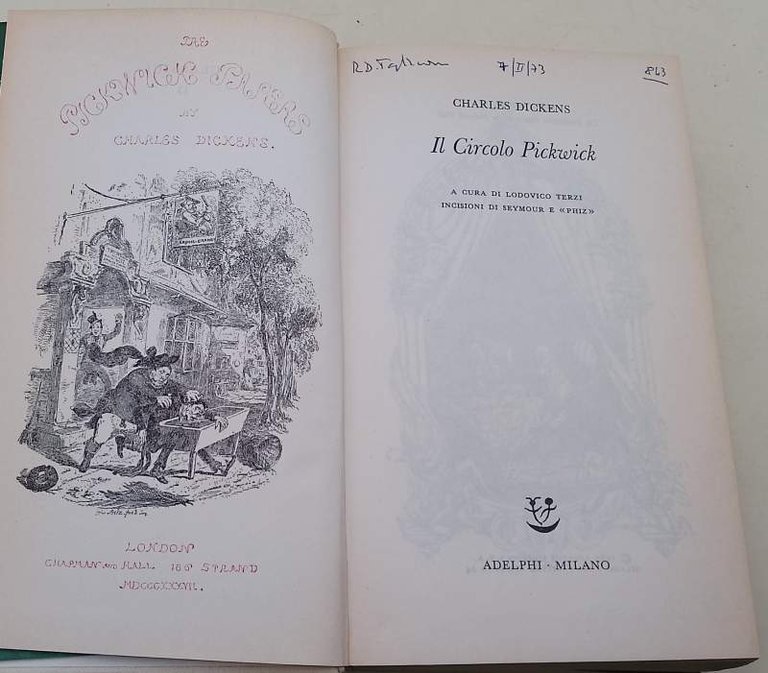 THE
PICKWICK PAPERS
BY
CHARLES DICKENS.
LONDON
CHAPMAN AND HALL 186 STRAND
MDCCCXXXVII.
7/II/73
863
CHARLES DICKENS
Il Circolo Pickwick
A CURA DI LODOVICO TERZI
INCISIONI DI SEYMOUR E «PHIZ»
ADELPHI · MILANO